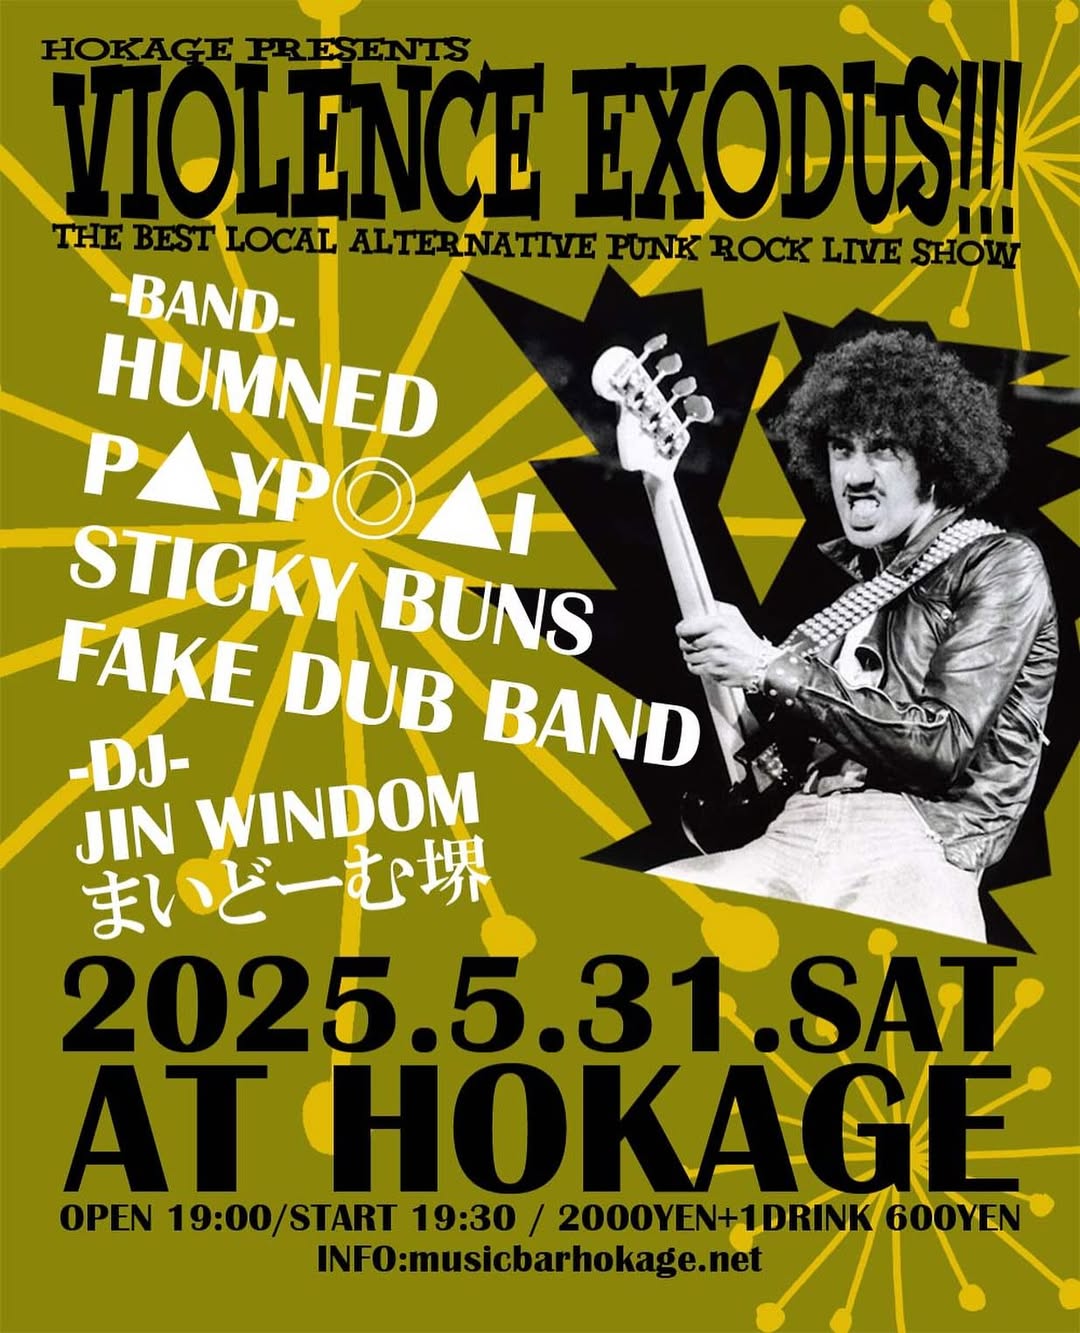 HOKAGE PRESENTS
VIOLENCE EXODUS!!!
THE BEST LOCAL ALTERNATIVE PUNK ROCK LIVE SHOW
-BAND-
HUMNED
P▲YP◎▲I
STICKY BUNS
FAKE DUB BAND
-DJ-
JIN WINDOM
まいどーむ堺
2025.5.31.SAT
AT HOKAGE
OPEN 19:00/START 19:30 / 2000YEN+1DRINK 600YEN
INFO:musicbarhokage.net